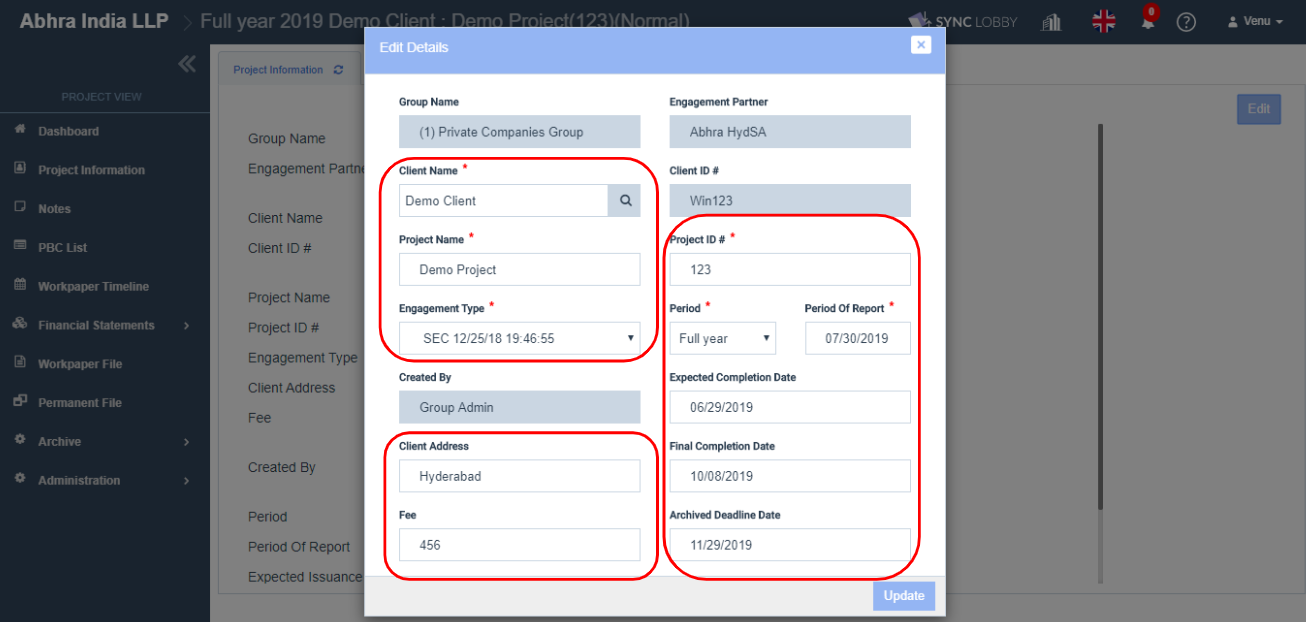 Abhra India LLP > Full year 2019 Demo Client : Demo Project(123)(Normal)
SYNC LOBBY
0
?
Venu
PROJECT VIEW
Dashboard
Project Information
Notes
PBC List
Workpaper Timeline
Financial Statements
Workpaper File
Permanent File
Archive
Administration
Project Information
Edit
Group Name
Engagement Partne
Client Name
Client ID #
Project Name
Project ID #
Engagement Type
Client Address
Fee
Created By
Period
Period Of Report
Expected Issuance
Edit Details
×
Group Name
(1) Private Companies Group
Engagement Partner
Abhra HydSA
Client Name *
Demo Client
Client ID #
Win123
Project Name *
Demo Project
Project ID # *
123
Engagement Type *
SEC 12/25/18 19:46:55
Period *
Full year
Period Of Report *
07/30/2019
Created By
Group Admin
Expected Completion Date
06/29/2019
Client Address
Hyderabad
Final Completion Date
10/08/2019
Fee
456
Archived Deadline Date
11/29/2019
Update